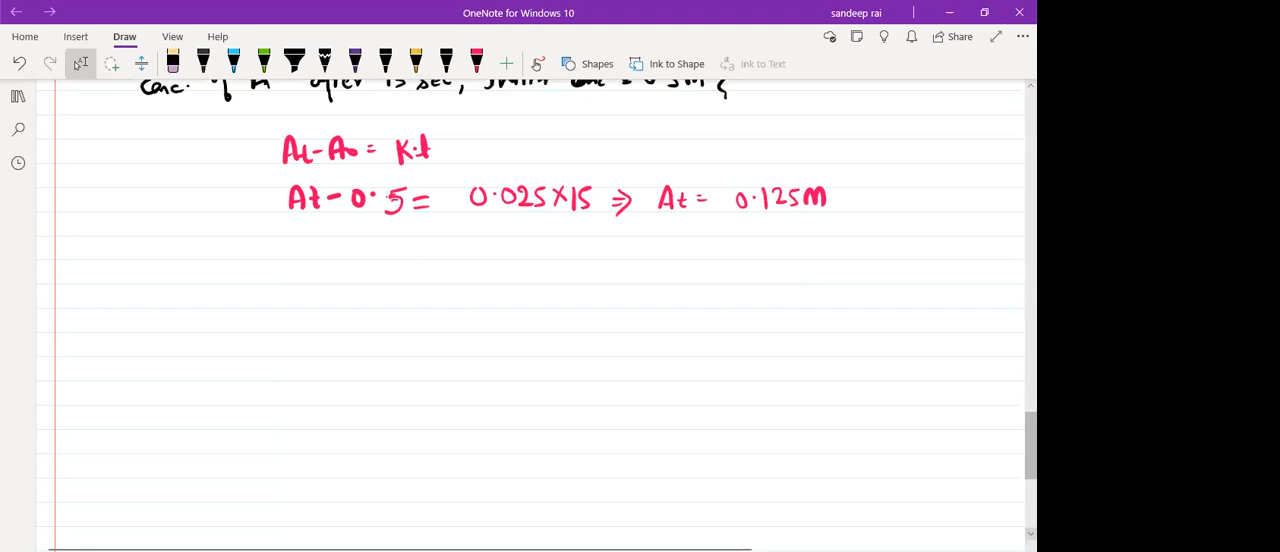 OneNote for Windows 10
sandeep rai
Home Insert Draw View Help Share
Shapes Ink to Shape Ink to Text
At - A0 = K.t
At - 0.5 = 0.025 × 15 ⇒ At = 0.125M